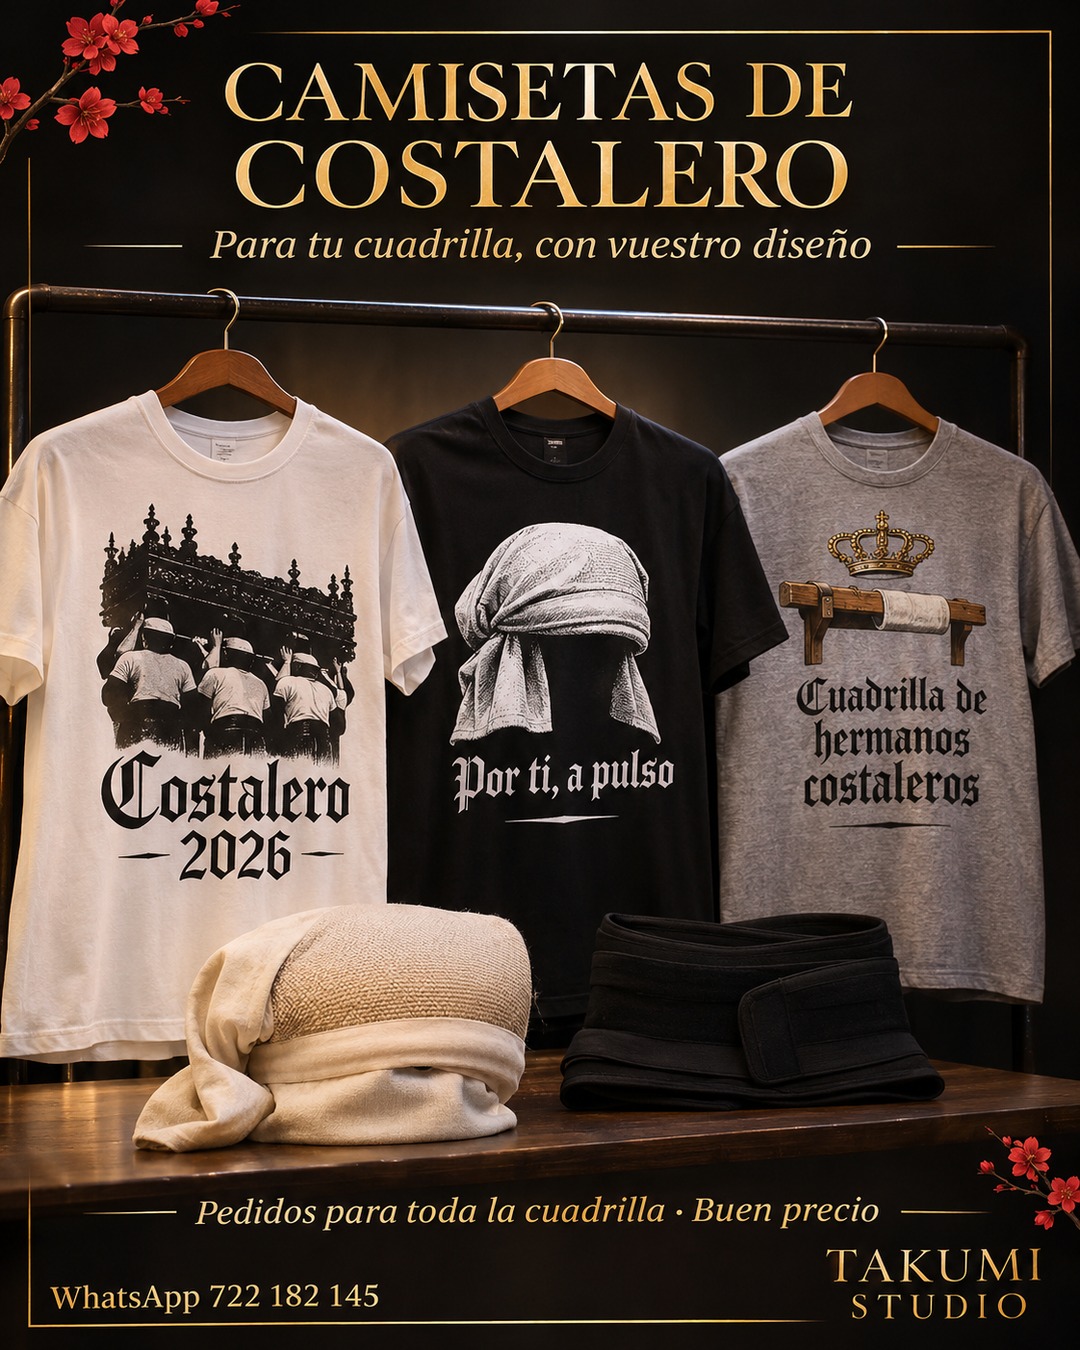 CAMISETAS DE
COSTALERO
Para tu cuadrilla, con vuestro diseño
Costalero
2026
Por ti, a pulso
Cuadrilla de
hermanos
costaleros
Pedidos para toda la cuadrilla · Buen precio
WhatsApp 722 182 145
TAKUMI
STUDIO